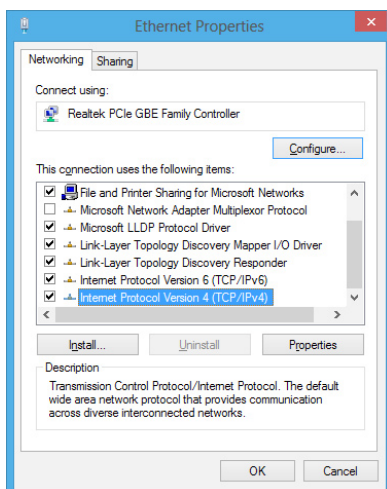 Ethernet Properties
Networking
Sharing
Connect using:
Realtek PCIe GBE Family Controller
Configure...
This connection uses the following items:
File and Printer Sharing for Microsoft Networks
Microsoft Network Adapter Multiplexor Protocol
Microsoft LLDP Protocol Driver
Link-Layer Topology Discovery Mapper I/O Driver
Link-Layer Topology Discovery Responder
Internet Protocol Version 6 (TCP/IPv6)
Internet Protocol Version 4 (TCP/IPv4)
Install...
Uninstall
Properties
Description
Transmission Control Protocol/Internet Protocol. The default
wide area network protocol that provides communication
across diverse interconnected networks.
OK
Cancel